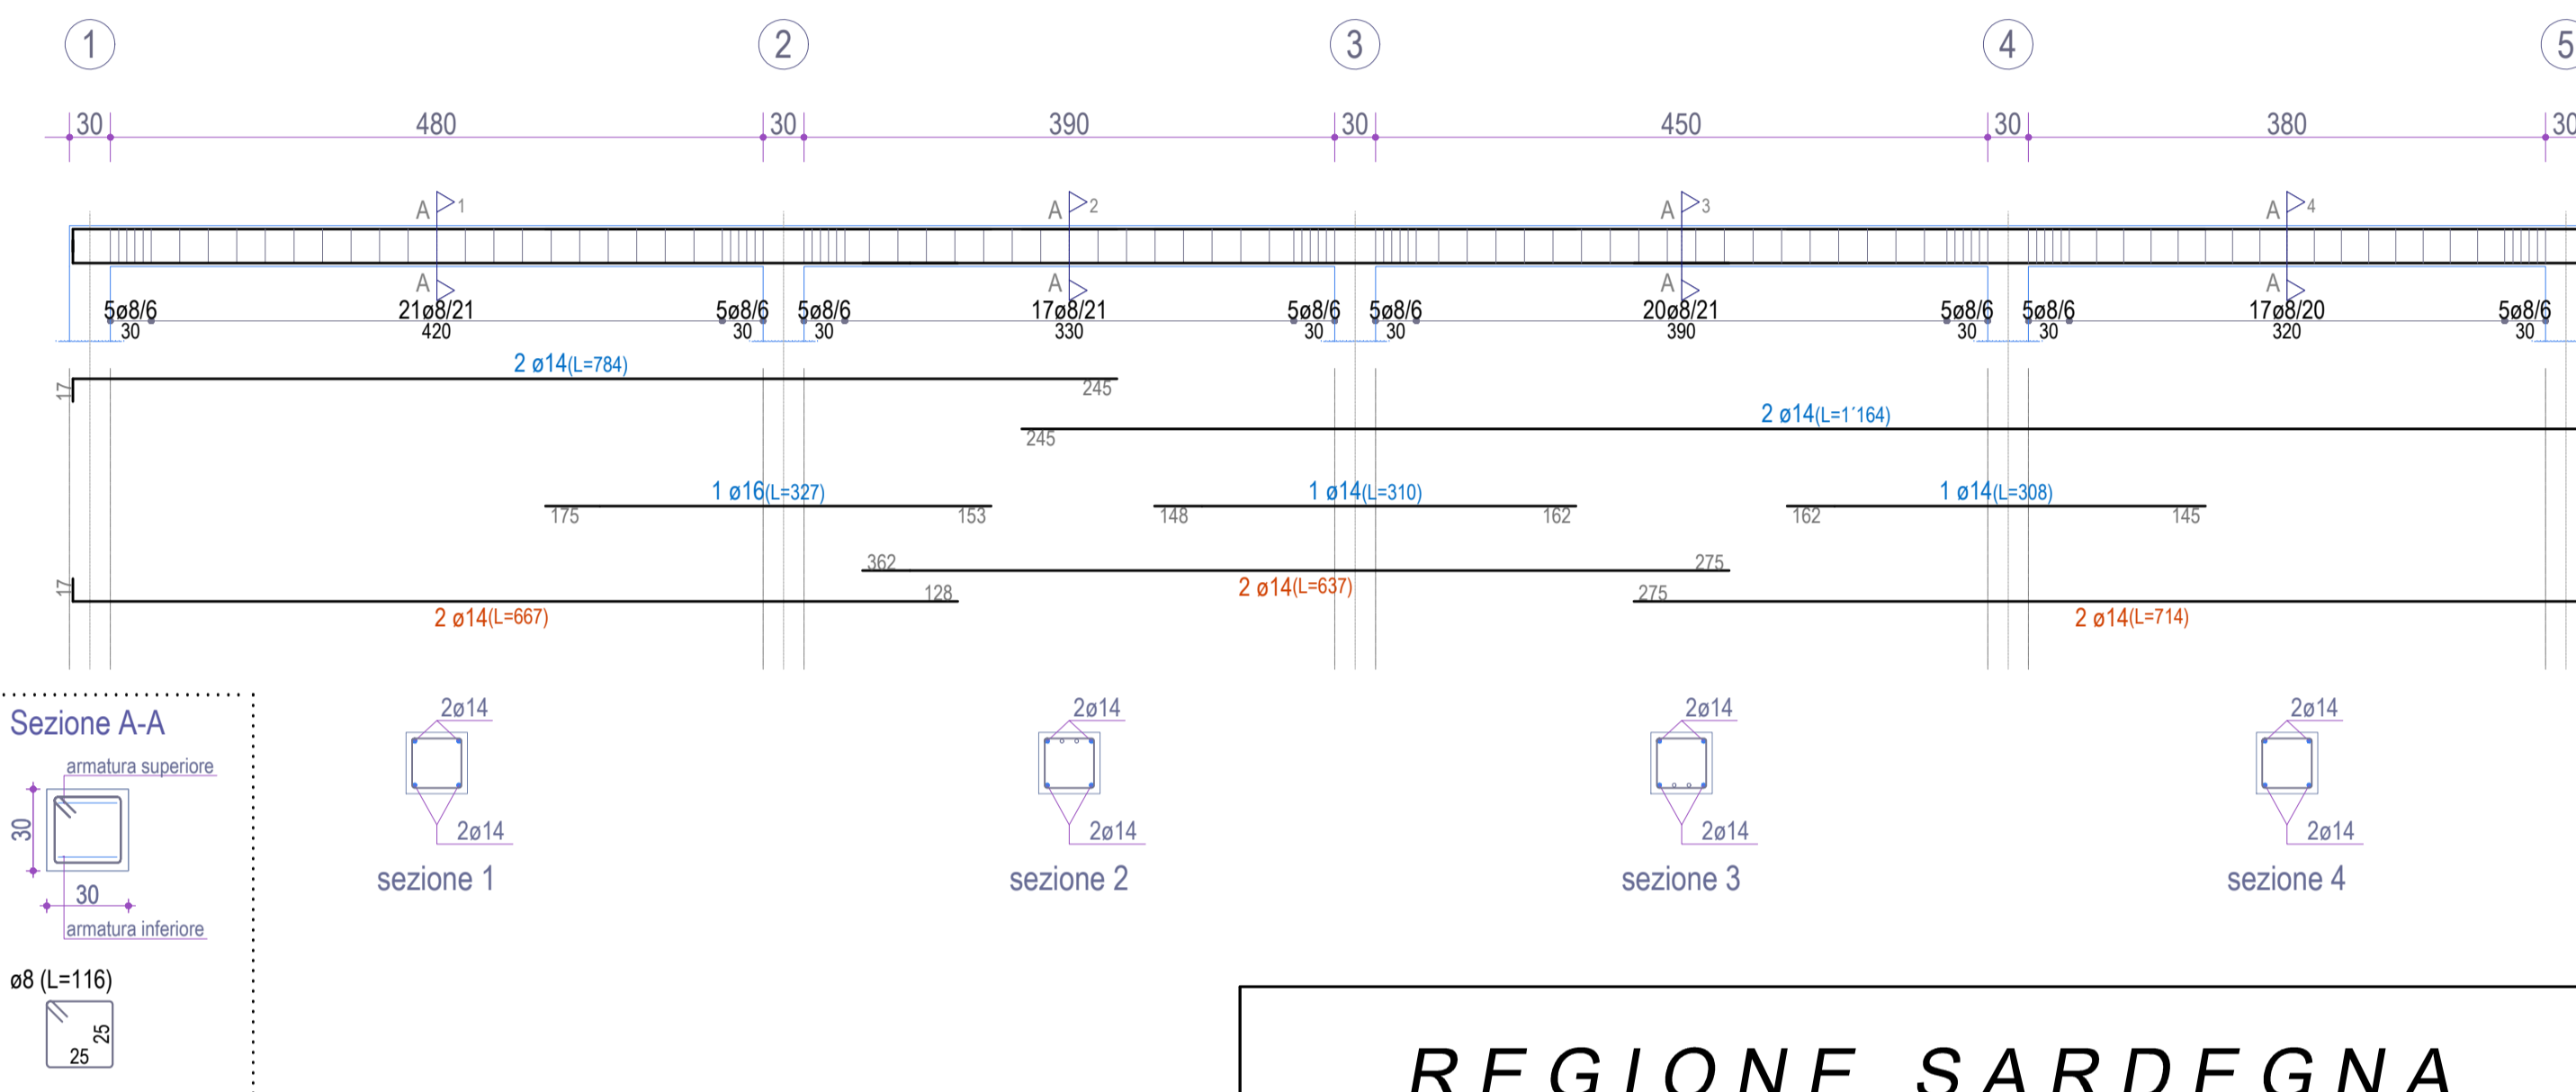 1 2 3 4 5
30 480 30 390 30 450 30 380 30
A 1 A 2 A 3 A 4
A A A A
5ø8/6 21ø8/21 5ø8/6 5ø8/6 17ø8/21 5ø8/6 5ø8/6 20ø8/21 5ø8/6 5ø8/6 17ø8/20 5ø8/6
30 420 30 30 330 30 30 390 30 30 320 30
2 ø14(L=784)
17 245
2 ø14(L=1´164)
245
1 ø16(L=327) 1 ø14(L=310) 1 ø14(L=308)
175 153 148 162 162 145
362 275
17 128 2 ø14(L=637) 275
2 ø14(L=667) 2 ø14(L=714)
Sezione A-A
armatura superiore
30
30
armatura inferiore
ø8 (L=116)
25
25
2ø14 2ø14 2ø14 2ø14
2ø14 2ø14 2ø14 2ø14
sezione 1 sezione 2 sezione 3 sezione 4
REGIONE SARDEGNA